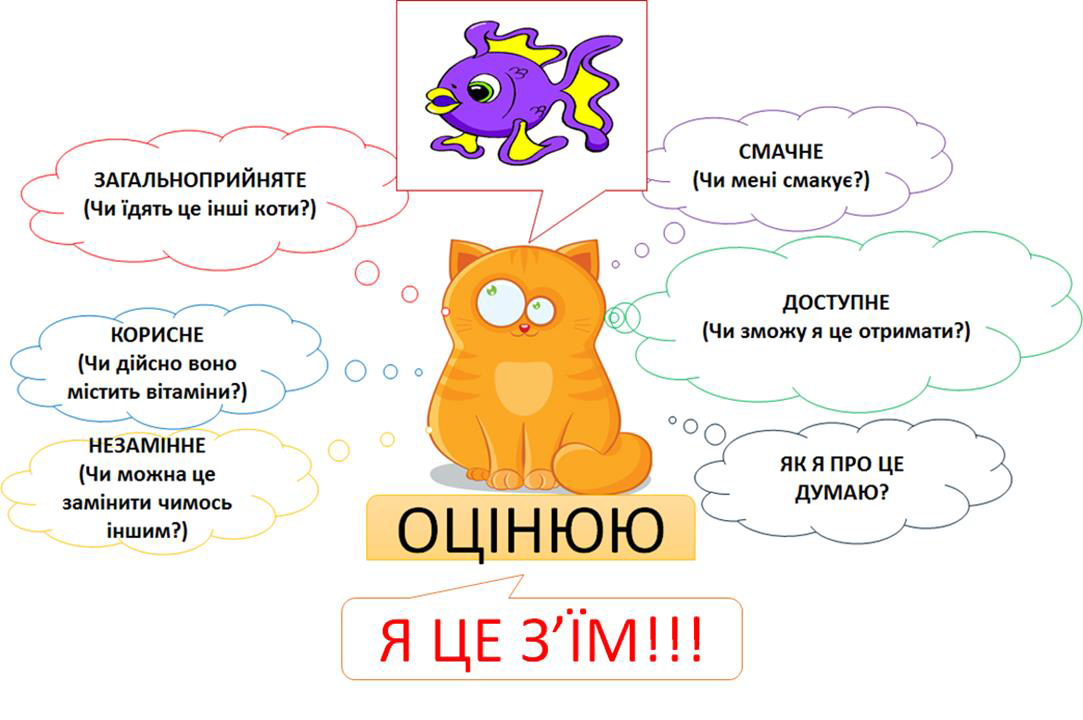 ЗАГАЛЬНОПРИЙНЯТЕ
(Чи їдять це інші коти?)
СМАЧНЕ
(Чи мені смакує?)
КОРИСНЕ
(Чи дійсно воно
містить вітаміни?)
ДОСТУПНЕ
(Чи зможу я це отримати?)
НЕЗАМІННЕ
(Чи можна це
замінити чимось
іншим?)
ЯК Я ПРО ЦЕ
ДУМАЮ?
ОЦІНЮЮ
Я ЦЕ З’ЇМ!!!